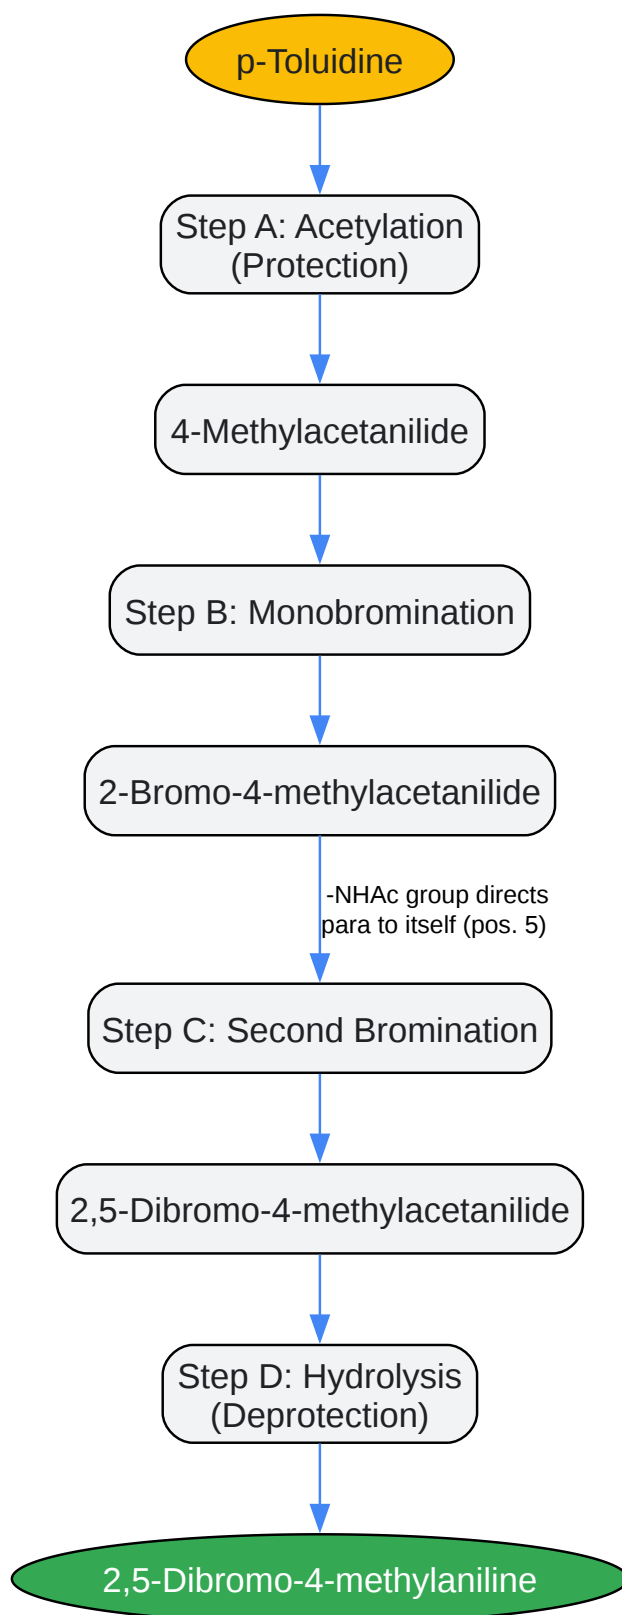 p-Toluidine
Step A: Acetylation
(Protection)
4-Methylacetanilide
Step B: Monobromination
2-Bromo-4-methylacetanilide
-NHAc group directs
para to itself (pos. 5)
Step C: Second Bromination
2,5-Dibromo-4-methylacetanilide
Step D: Hydrolysis
(Deprotection)
2,5-Dibromo-4-methylaniline